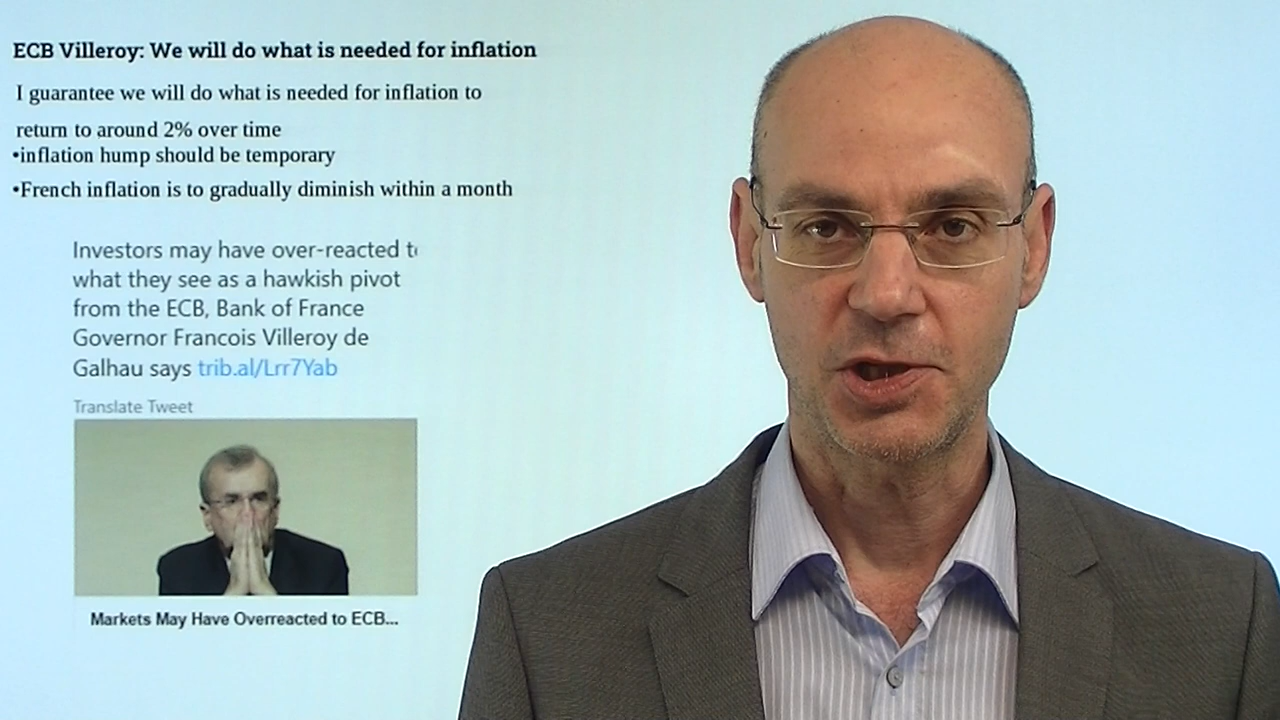 ECB Villeroy: We will do what is needed for inflation
I guarantee we will do what is needed for inflation to
return to around 2% over time
•inflation hump should be temporary
•French inflation is to gradually diminish within a month
Investors may have over-reacted
what they see as a hawkish pivot
from the ECB, Bank of France
Governor Francois Villeroy de
Galhau says trib.al/Lrr7Yab
Translate Tweet
Markets May Have Overreacted to ECB...